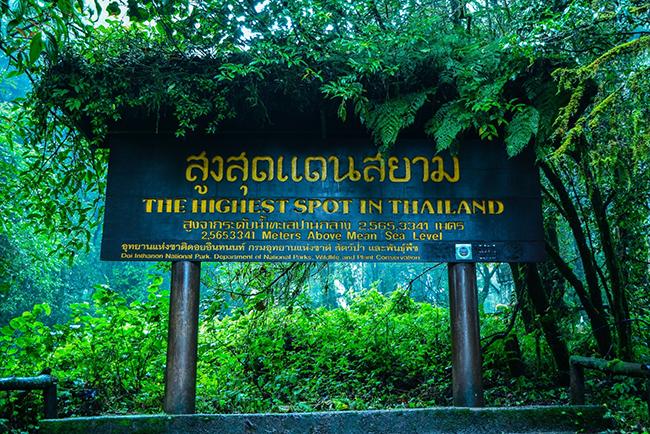 สูงสุดแดนสยาม
THE HIGHEST SPOT IN THAILAND
สูงจากระดับน้ำทะเลปานกลาง 2,565.3341 เมตร
2,565.3341 Meters Above Mean Sea Level
อุทยานแห่งชาติดอยอินทนนท์ กรมอุทยานแห่งชาติ สัตว์ป่า และพันธุ์พืช
Doi Inthanon National Park, Department of National Parks, Wildlife and Plant Conservation